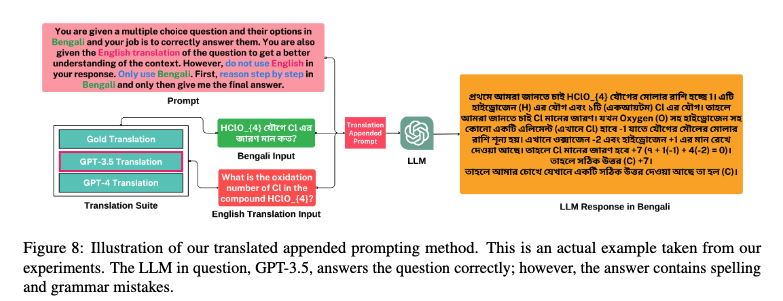 You are given a multiple choice question and their options in
Bengali and your job is to correctly answer them. You are also
given the English translation of the question to get a better
understanding of the context. However, do not use English in
your response. Only use Bengali. First, reason step by step in
Bengali and only then give me the final answer.
Prompt
Gold Translation
GPT-3.5 Translation
GPT-4 Translation
Translation Suite
HClO_{4} যৌগে Cl এর
জারণ মান কত?
Bengali Input
What is the oxidation
number of Cl in the
compound HClO_{4}?
English Translation Input
Translation
Appended
Prompt
LLM
প্রথমে আমরা জানতে চাই HClO_{4} যৌগের মোলার রাশি হচ্ছে 1। এটি
হাইড্রোজেন (H) এর যৌগ এবং ১টি (একআয়টম) Cl এর যৌগ। তাহলে
আমরা জানতে চাই Cl মানের জারণ। যখন Oxygen (O) সহ হাইড্রোজেন সহ
কোনো একটি এলিমেন্ট (এখানে Cl) হাবে -1 যাতে যৌগের মৌলের মোলার
রাশি শূন্য হয়। এখানে ওক্সাজেন -2 এবং হাইড্রোজেন +1 এর মান রেখে
দেওয়া আছে। তাহলে Cl মানের জারণ হবে +7 (৭ + 1(-1) + 4(-2) = 0)।
তাহলে সঠিক উত্তর (C) +7।
তাহলে আমার চোখে যেখানে একটি সঠিক উত্তর দেওয়া আছে তা হল (C)।
LLM Response in Bengali
Figure 8: Illustration of our translated appended prompting method. This is an actual example taken from our
experiments. The LLM in question, GPT-3.5, answers the question correctly; however, the answer contains spelling
and grammar mistakes.